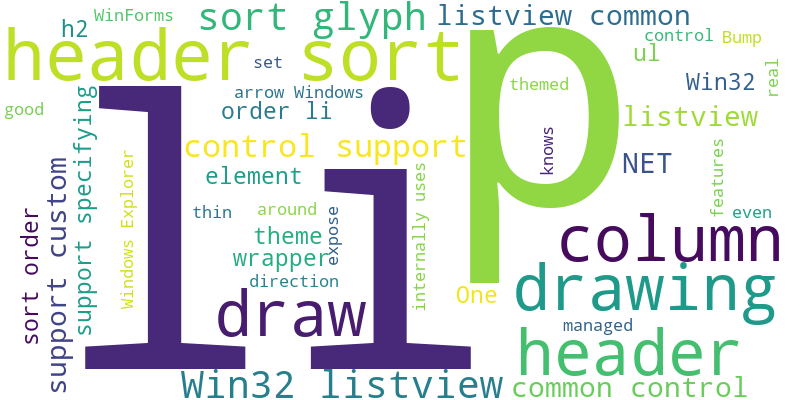 WinForms
sort glyph
listview common
h2
control
Bump
header sort
p
ul
set
themed
real
arrow Windows
Win32
good
order li
listview
li
control support
knows
NET
support specifying
element
features
support custom
Windows Explorer
internally uses
sort order
thin
around
expose
even
column
theme
wrapper
direction
One
drawing
draw
managed
header
Win32 listview
common control